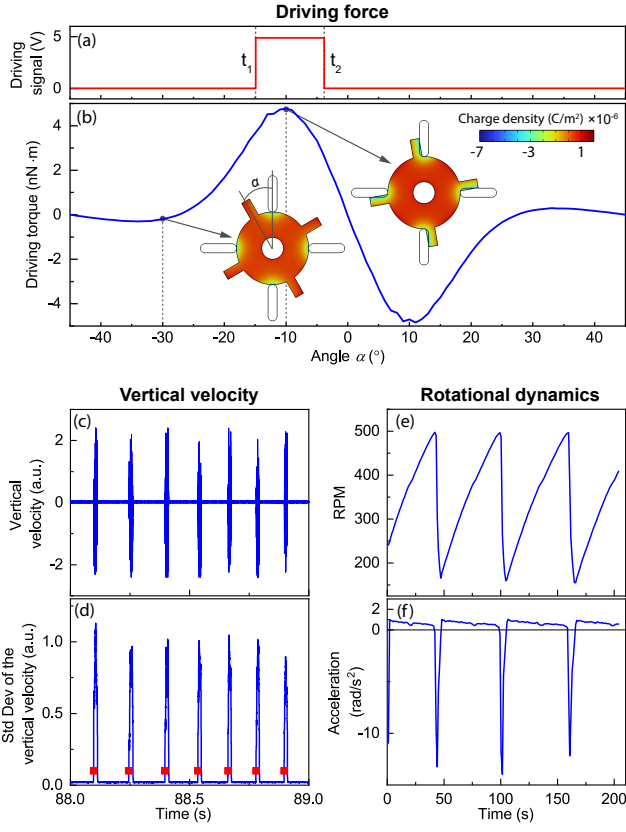 Driving force
(a)
Driving
signal (V)
5
0
t1
t2
(b)
Driving torque (nN·m)
4
2
0
-2
-4
α
Charge density (C/m²) ×10⁻⁶
-7 -3 1
-40 -30 -20 -10 0 10 20 30 40
Angle α (°)
Vertical velocity
(c)
Vertical
velocity (a.u.)
2
0
-2
(d)
Std Dev of the
vertical velocity (a.u.)
1.0
0.5
0.0
88.0 88.5 89.0
Time (s)
Rotational dynamics
(e)
RPM
500
400
300
200
(f)
Acceleration
(rad/s²)
2
0
-10
0 50 100 150 200
Time (s)